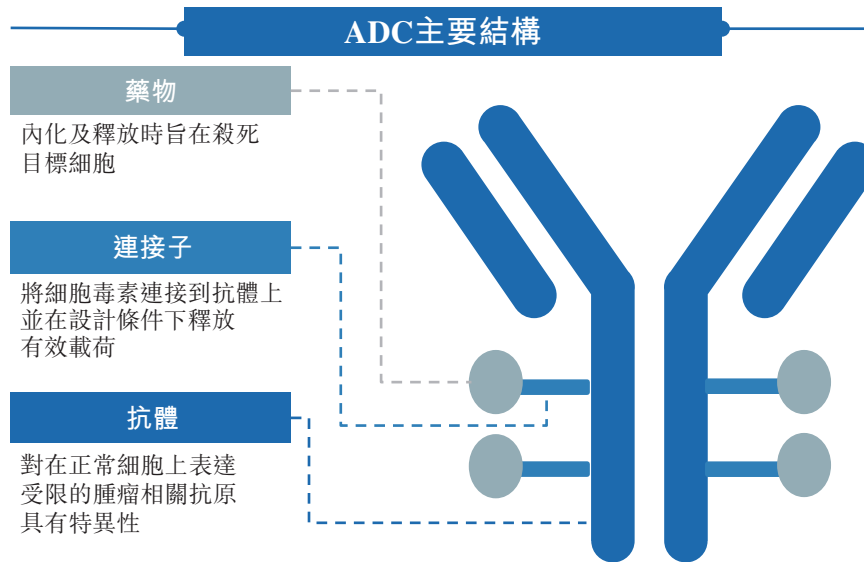 ADC主要結構
藥物
內化及釋放時旨在殺死
目標細胞
連接子
將細胞毒素連接到抗體上
並在設計條件下釋放
有效載荷
抗體
對在正常細胞上表達
受限的腫瘤相關抗原
具有特異性